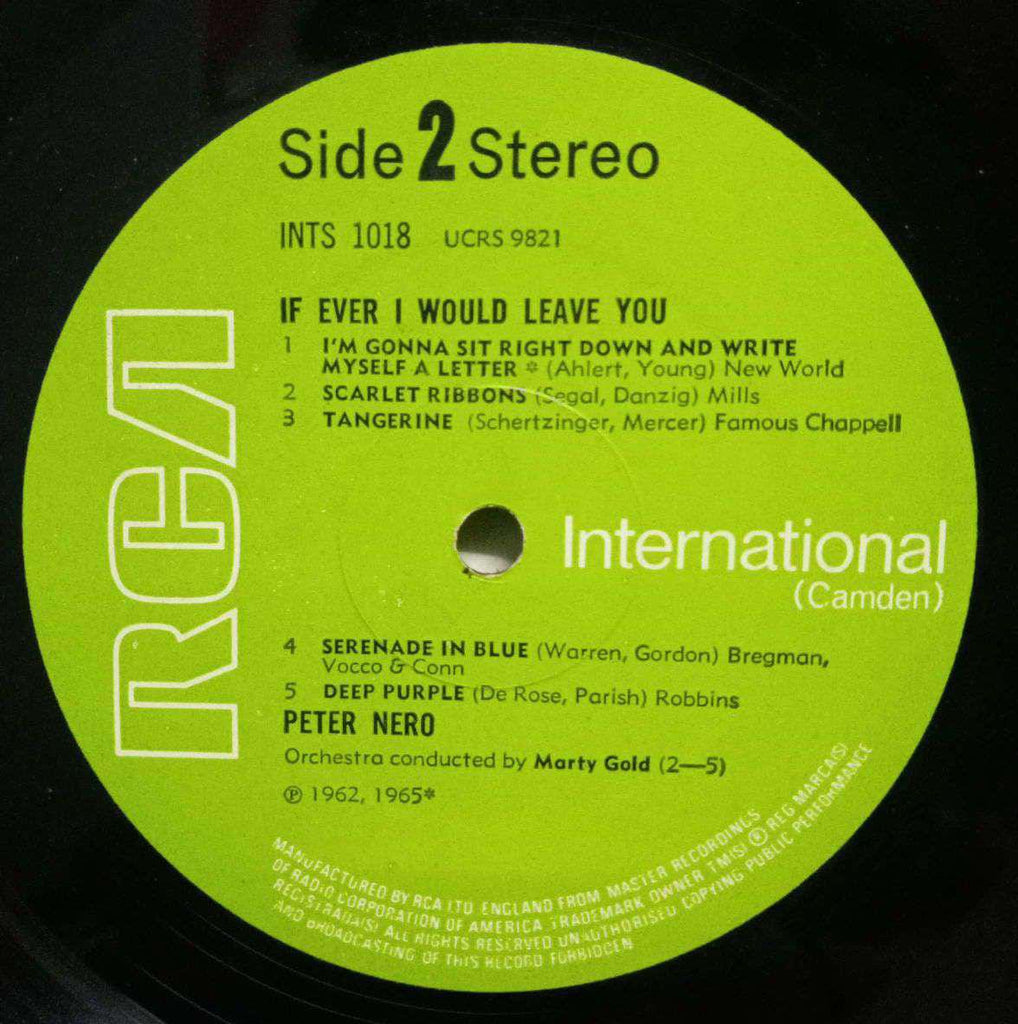 Side 2 Stereo
INTS 1018 UCRS 9821
IF EVER I WOULD LEAVE YOU
1 I'M GONNA SIT RIGHT DOWN AND WRITE
MYSELF A LETTER * (Ahlert, Young) New World
2 SCARLET RIBBONS (Segal, Danzig) Mills
3 TANGERINE (Schertzinger, Mercer) Famous Chappell
RCA
International
(Camden)
4 SERENADE IN BLUE (Warren, Gordon) Bregman,
Vocco & Conn
5 DEEP PURPLE (De Rose, Parish) Robbins
PETER NERO
Orchestra conducted by Marty Gold (2—5)
℗ 1962, 1965*
MANUFACTURED BY RCA LTD ENGLAND FROM MASTER RECORDINGS
OF RADIO CORPORATION OF AMERICA TRADEMARK OWNER TM(S) ® REG MARCA(S)
REGISTRADA(S) ALL RIGHTS RESERVED UNAUTHORISED COPYING PUBLIC PERFORMANCE
AND BROADCASTING OF THIS RECORD FORBIDDEN